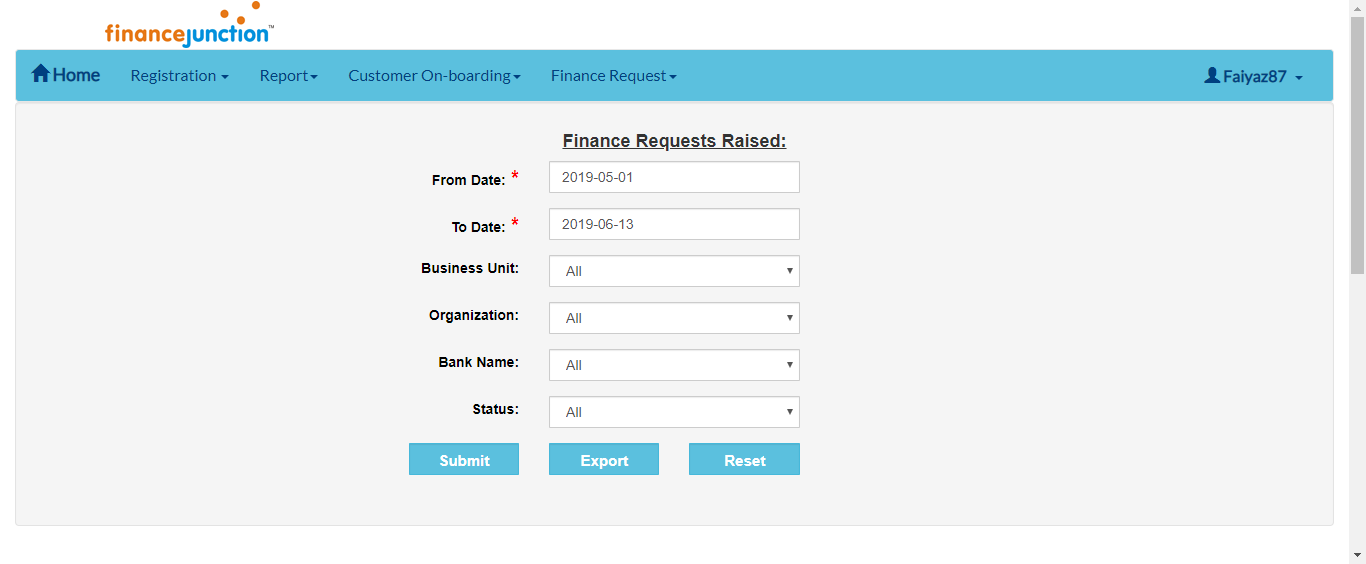 financejunction™
Home Registration Report Customer On-boarding Finance Request Faiyaz87
Finance Requests Raised:
From Date: * 2019-05-01
To Date: * 2019-06-13
Business Unit: All
Organization: All
Bank Name: All
Status: All
Submit Export Reset